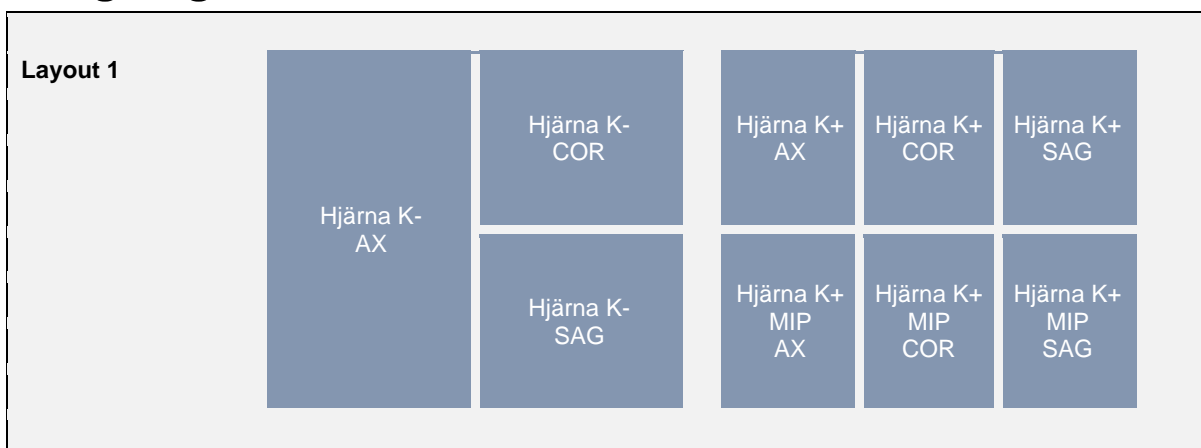 Layout 1
Hjärna K-
AX
Hjärna K-
COR
Hjärna K-
SAG
Hjärna K+
AX
Hjärna K+
COR
Hjärna K+
SAG
Hjärna K+
MIP
AX
Hjärna K+
MIP
COR
Hjärna K+
MIP
SAG